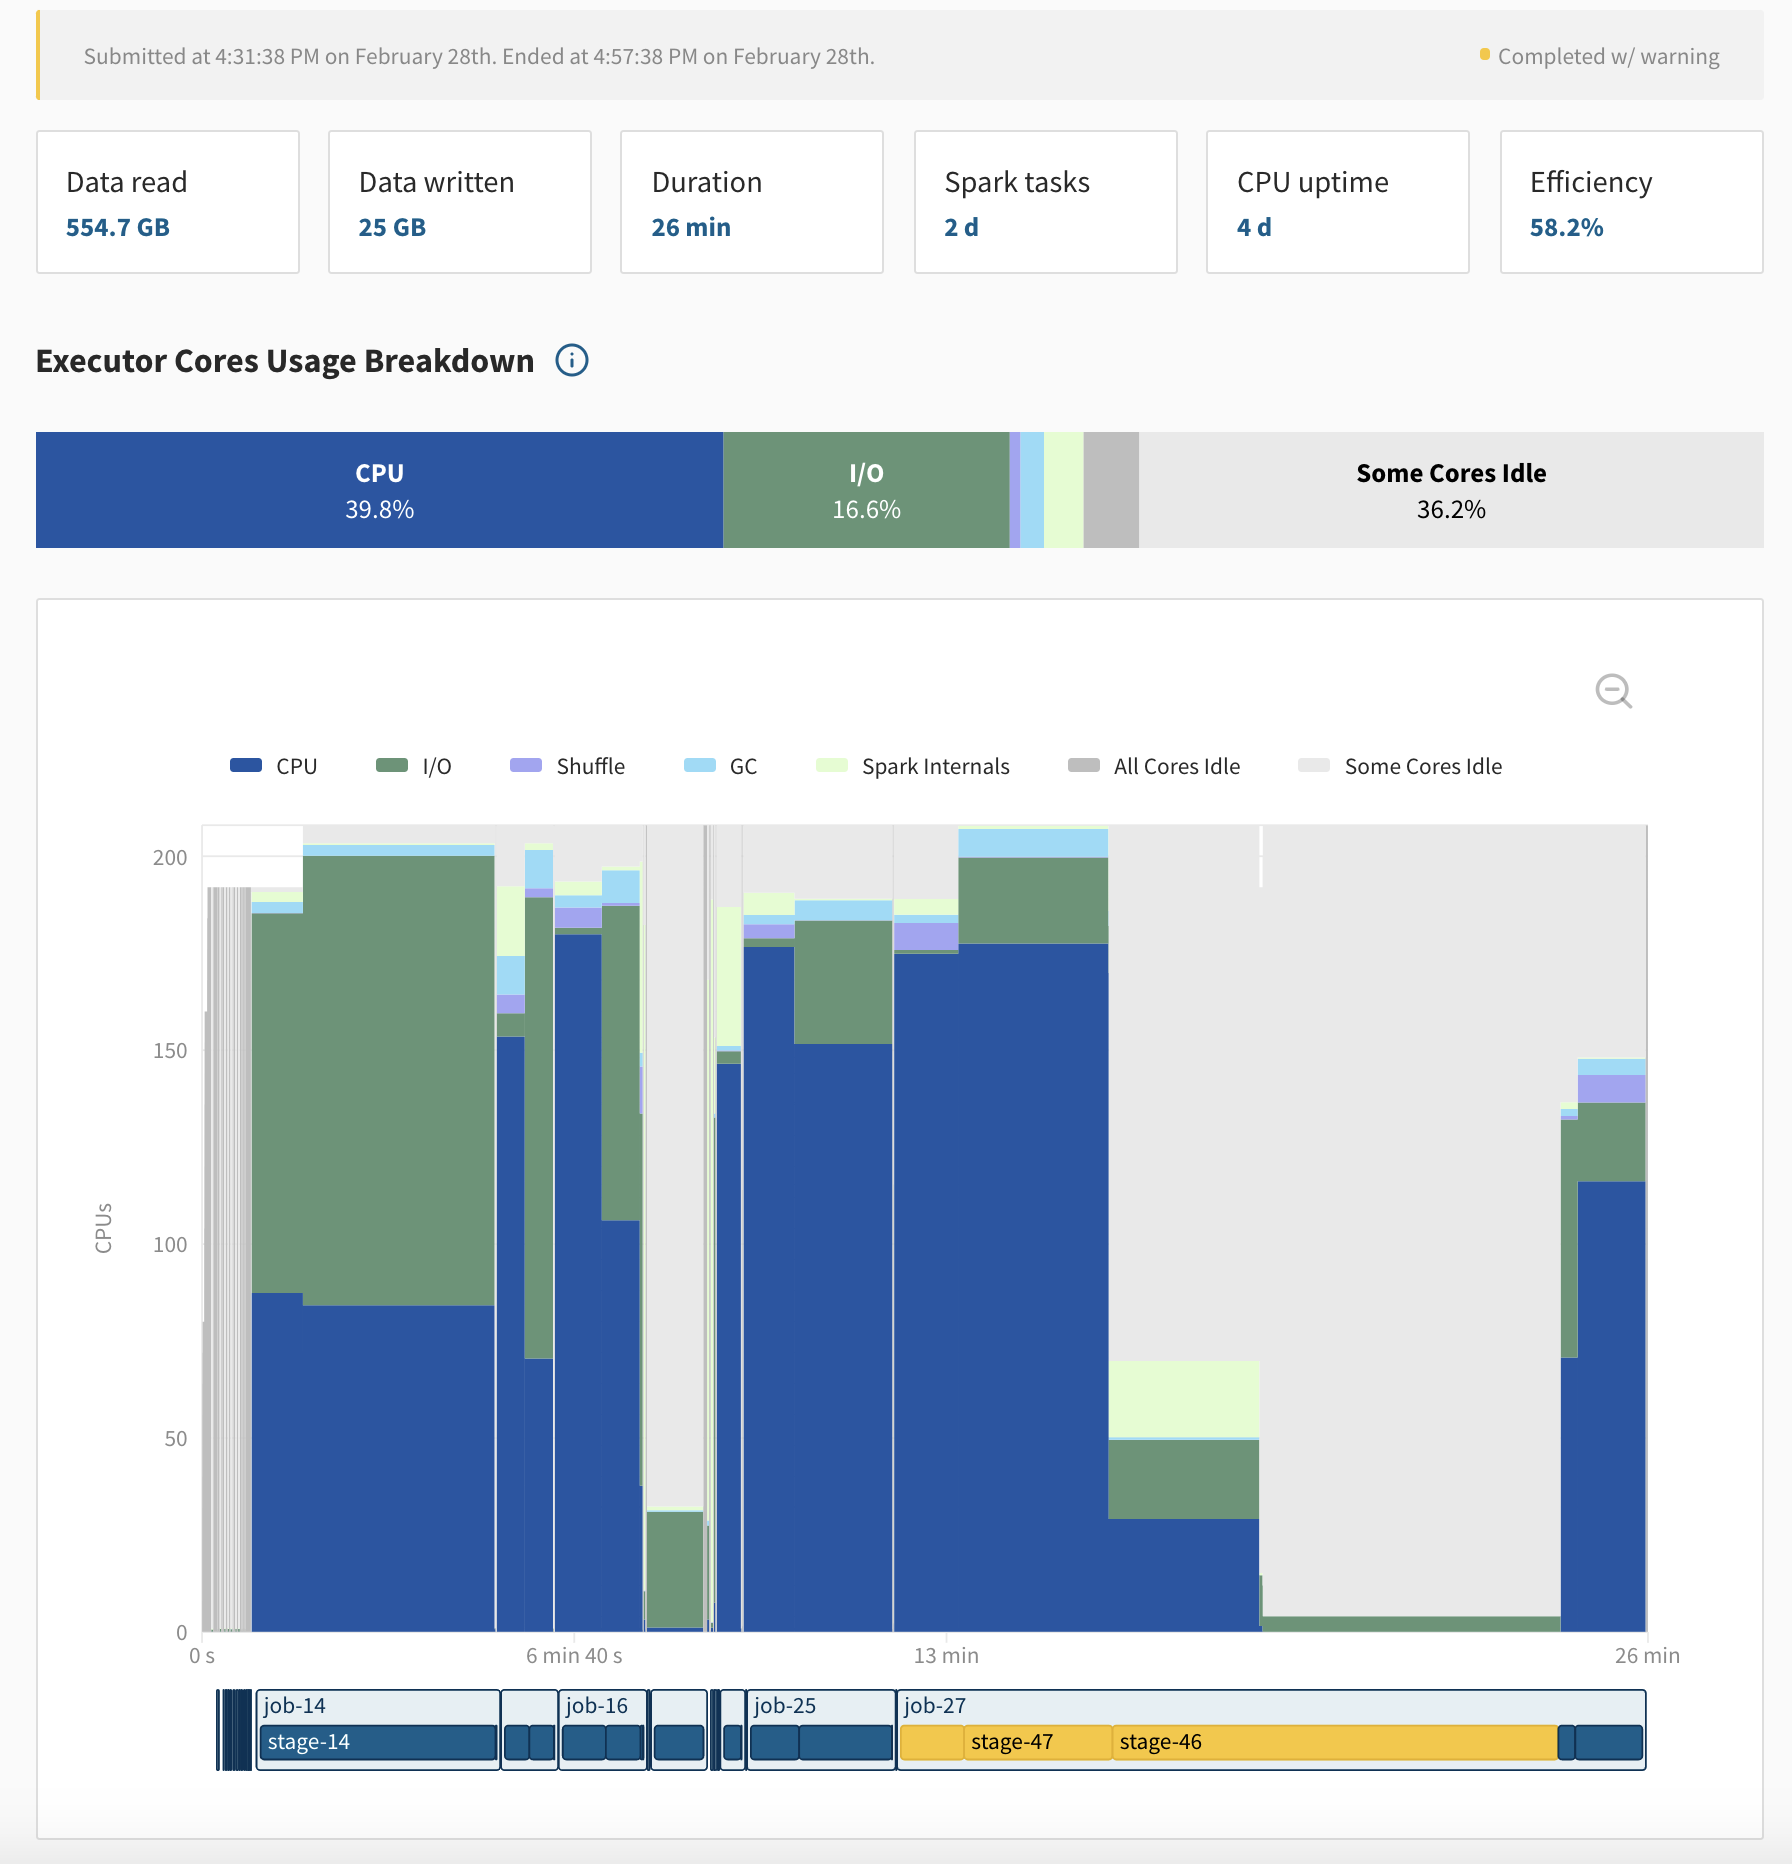 Submitted at 4:31:38 PM on February 28th. Ended at 4:57:38 PM on February 28th.
Completed w/ warning
Data read
554.7 GB
Data written
25 GB
Duration
26 min
Spark tasks
2 d
CPU uptime
4 d
Efficiency
58.2%
Executor Cores Usage Breakdown
CPU
39.8%
I/O
16.6%
Some Cores Idle
36.2%
CPU I/O Shuffle GC Spark Internals All Cores Idle Some Cores Idle
200
150
100
50
0
CPUs
0 s 6 min 40 s 13 min 26 min
job-14 job-16 job-25 job-27
stage-14 stage-47 stage-46